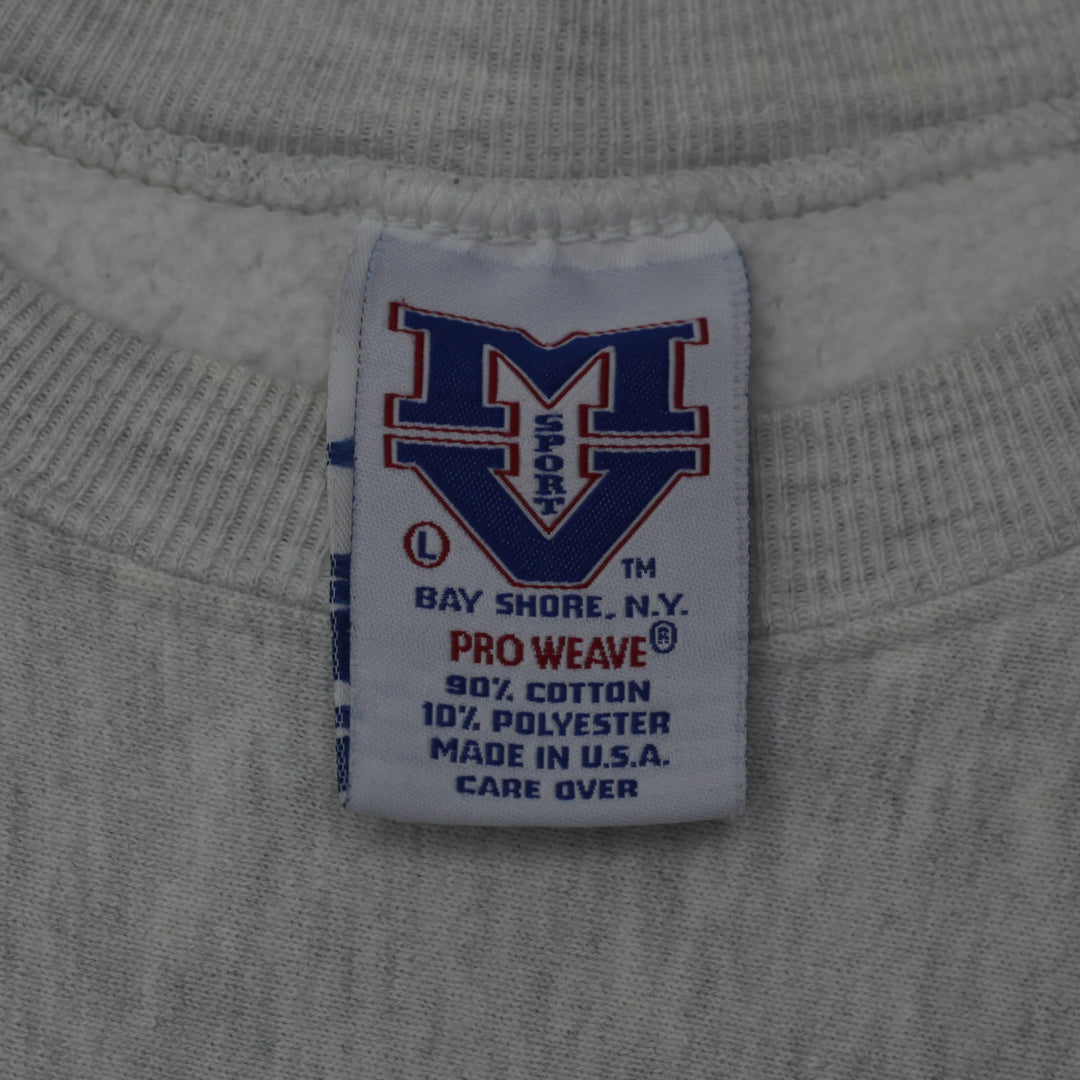 MV
SPORT
L
TM
BAY SHORE, N.Y.
PRO WEAVE®
90% COTTON
10% POLYESTER
MADE IN U.S.A.
CARE OVER